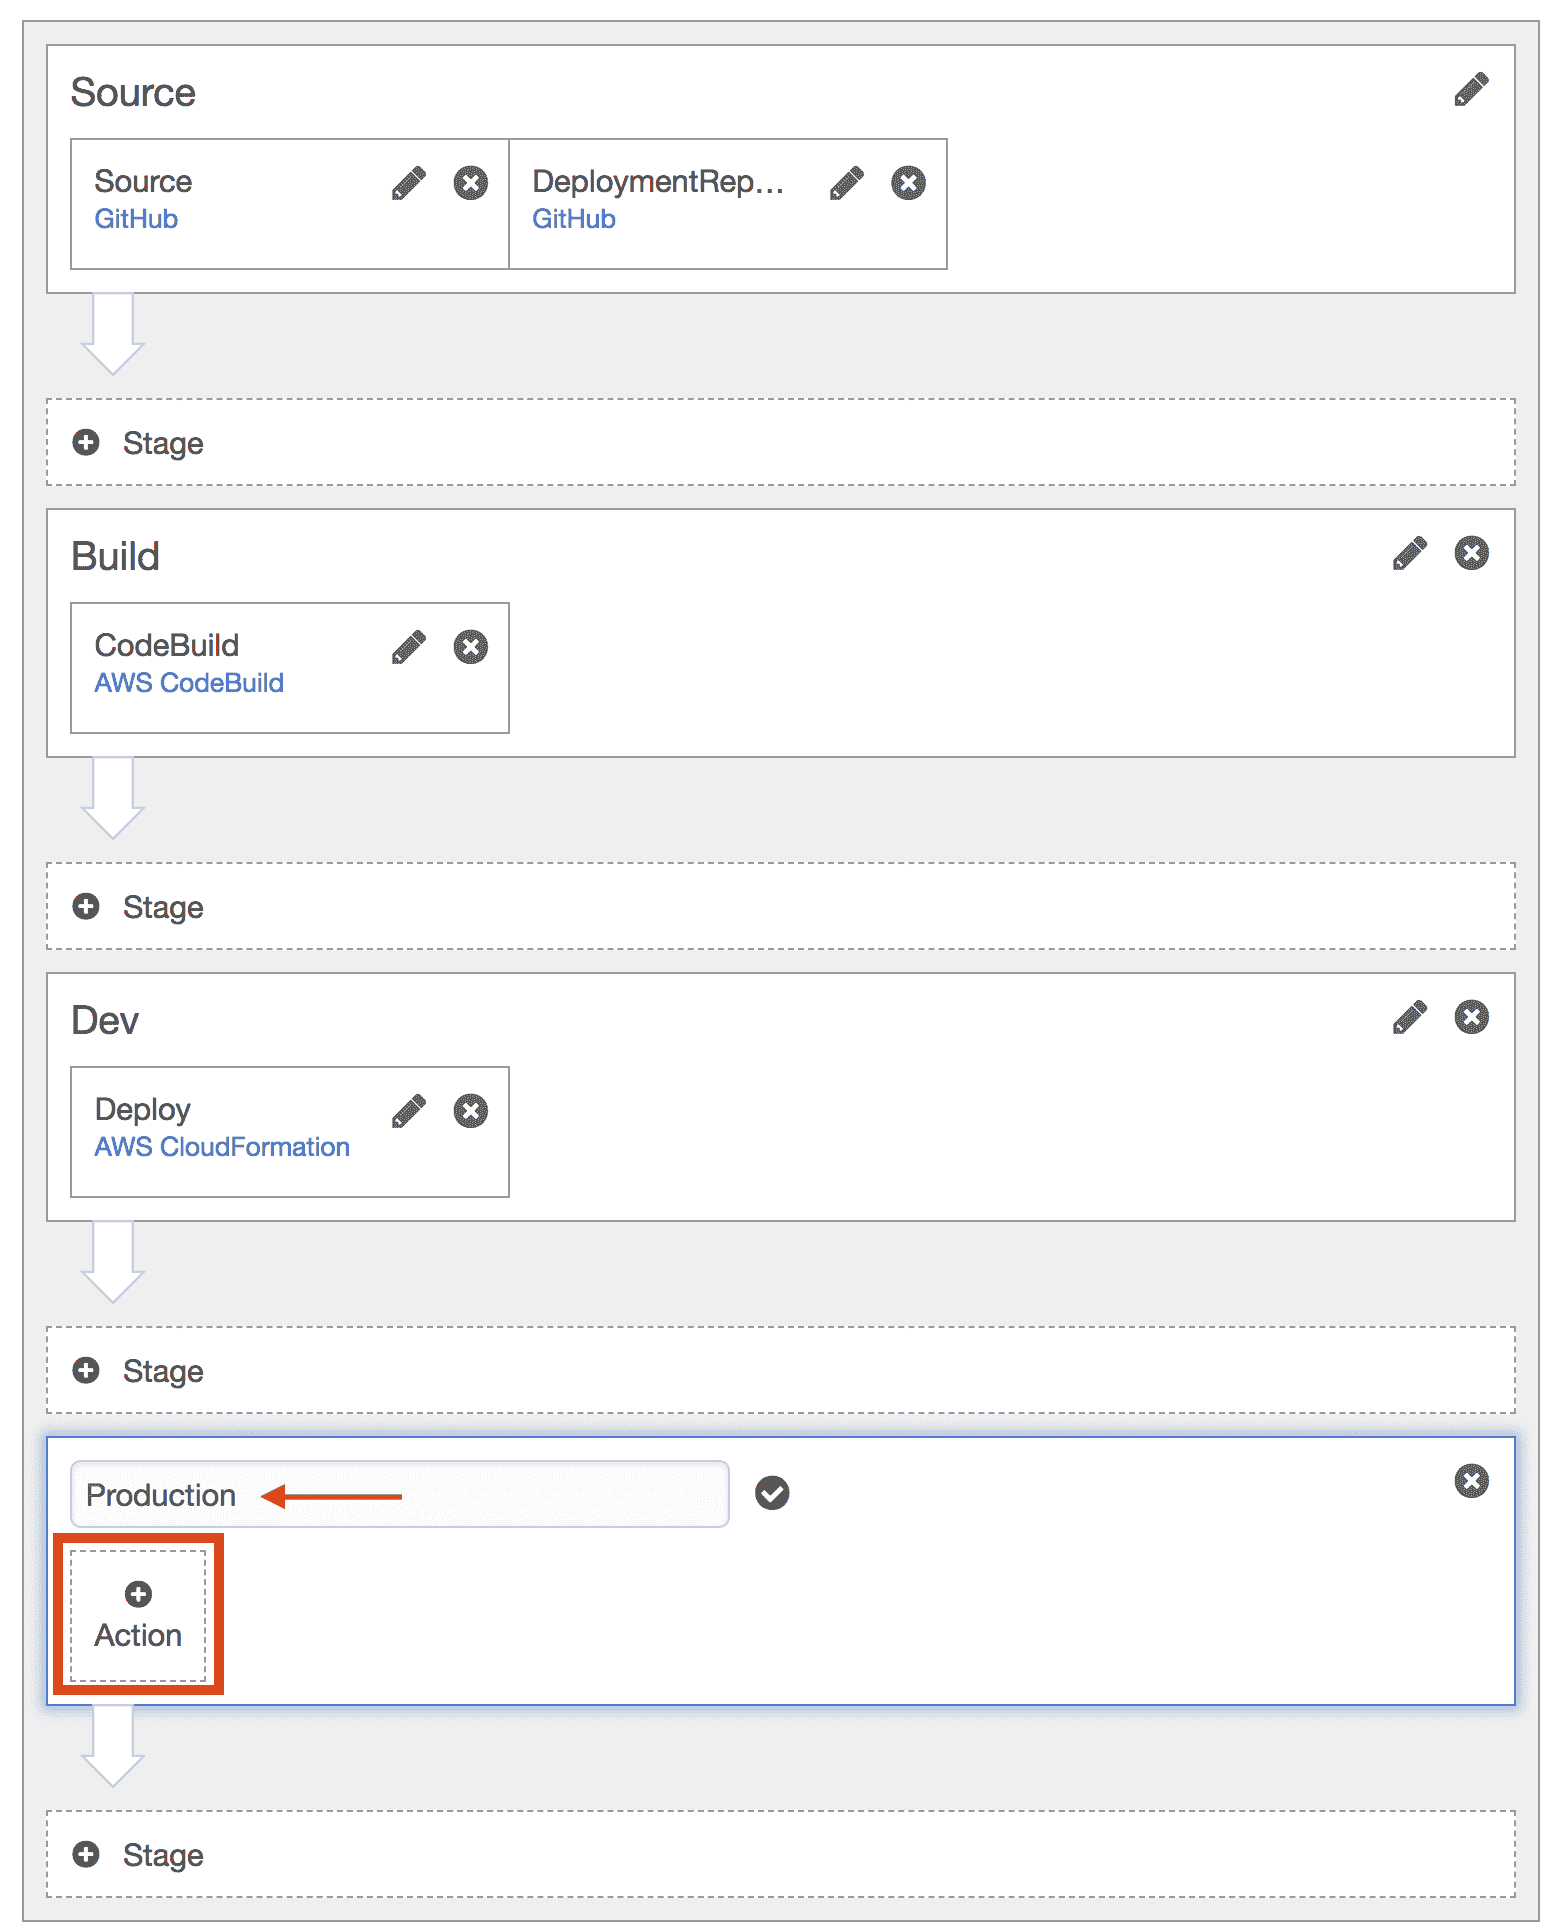 Source
Source
GitHub
DeploymentRep...
GitHub
Stage
Build
CodeBuild
AWS CodeBuild
Stage
Dev
Deploy
AWS CloudFormation
Stage
Production
Action
Stage